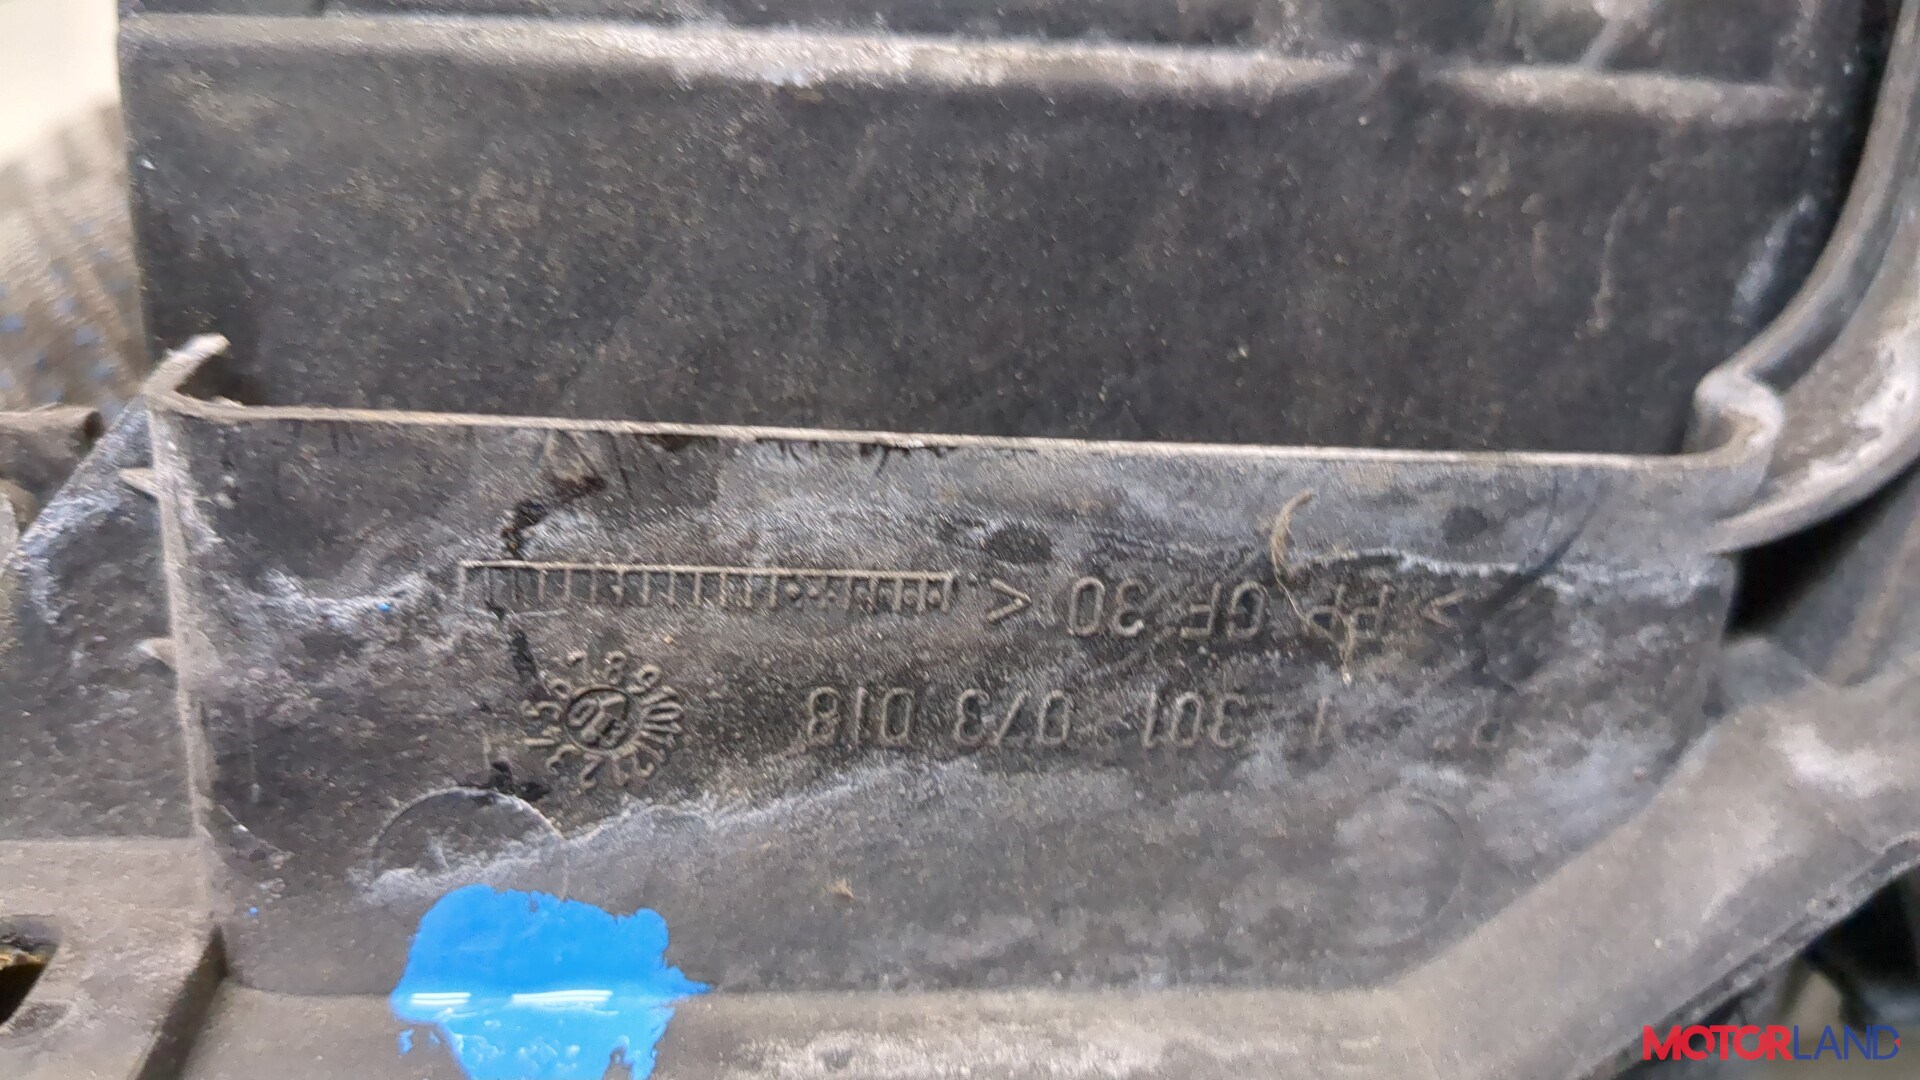 1 301 073 018
> PP GF 30 <
MOTORLAND